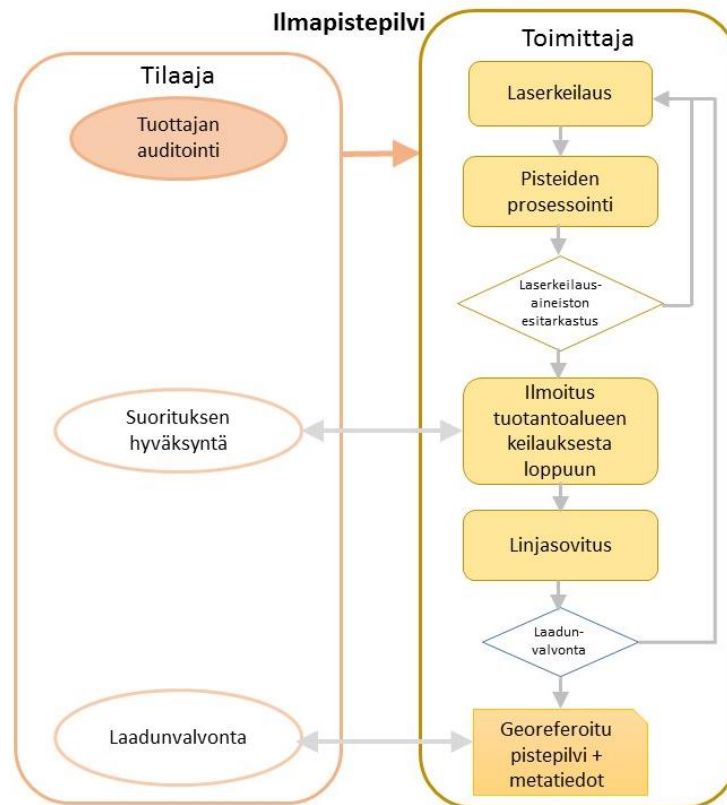 Ilmapistepilvi
Tilaaja
Tuottajan
auditointi
Suorituksen
hyväksyntä
Laadunvalvonta
Toimittaja
Laserkeilaus
Pisteiden
prosessointi
Laserkeilaus-
aineiston
esitarkastus
Ilmoitus
tuotantoalueen
keilauksesta
loppuun
Linjasovitus
Laadun-
valvonta
Georeferoitu
pistepilvi +
metatiedot